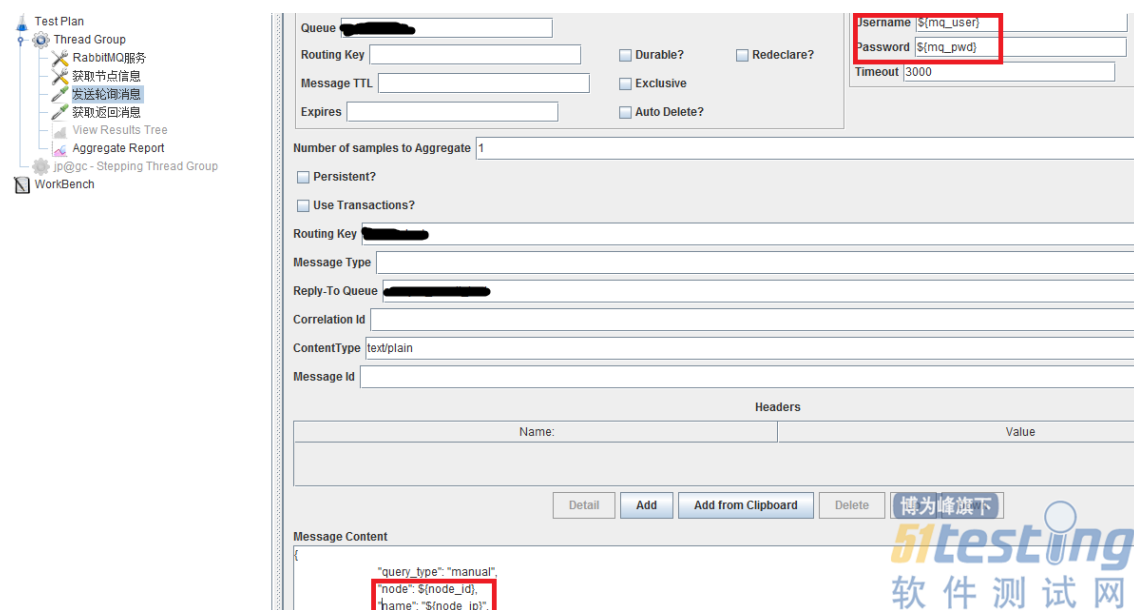 Test Plan
Thread Group
RabbitMQ服务
获取节点信息
发送轮询消息
获取返回消息
View Results Tree
Aggregate Report
jp@gc - Stepping Thread Group
WorkBench
Queue
Routing Key
Durable?
Redeclare?
Message TTL
Exclusive
Expires
Auto Delete?
Username ${mq_user}
Password ${mq_pwd}
Timeout 3000
Number of samples to Aggregate 1
Persistent?
Use Transactions?
Routing Key
Message Type
Reply-To Queue
Correlation Id
ContentType text/plain
Message Id
Headers
Name: Value
Detail Add Add from Clipboard Delete
博为峰旗下
51testing
软件测试网
Message Content
{
"query_type": "manual",
"node": ${node_id},
"name": "${node_ip}",